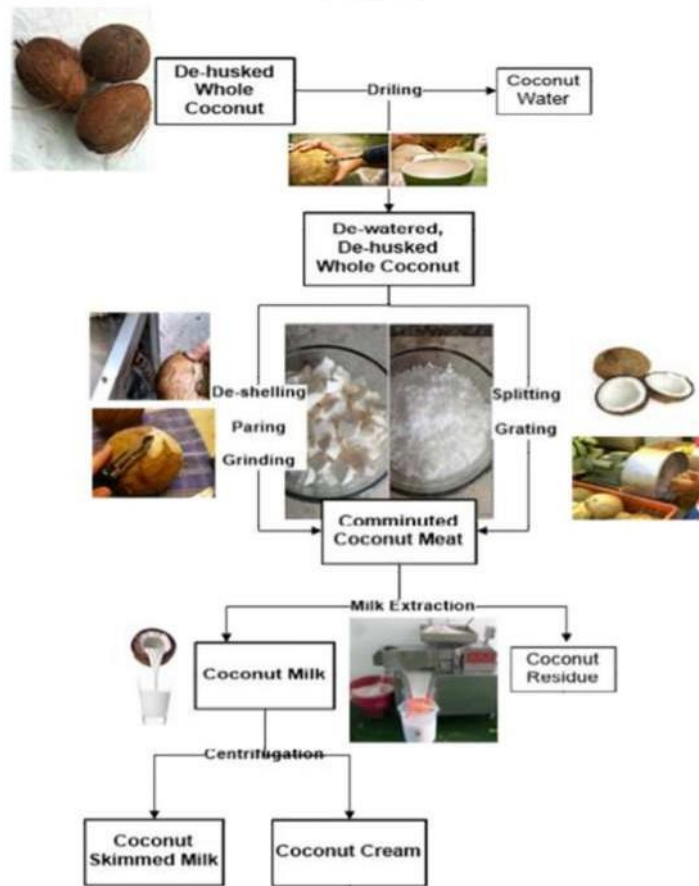 De-husked
Whole
Coconut
Driling
Coconut
Water
De-watered,
De-husked
Whole Coconut
De-shelling
Splitting
Paring
Grating
Grinding
Comminuted
Coconut Meat
Milk Extraction
Coconut Milk
Coconut
Residue
Centrifugation
Coconut
Skimmed Milk
Coconut Cream